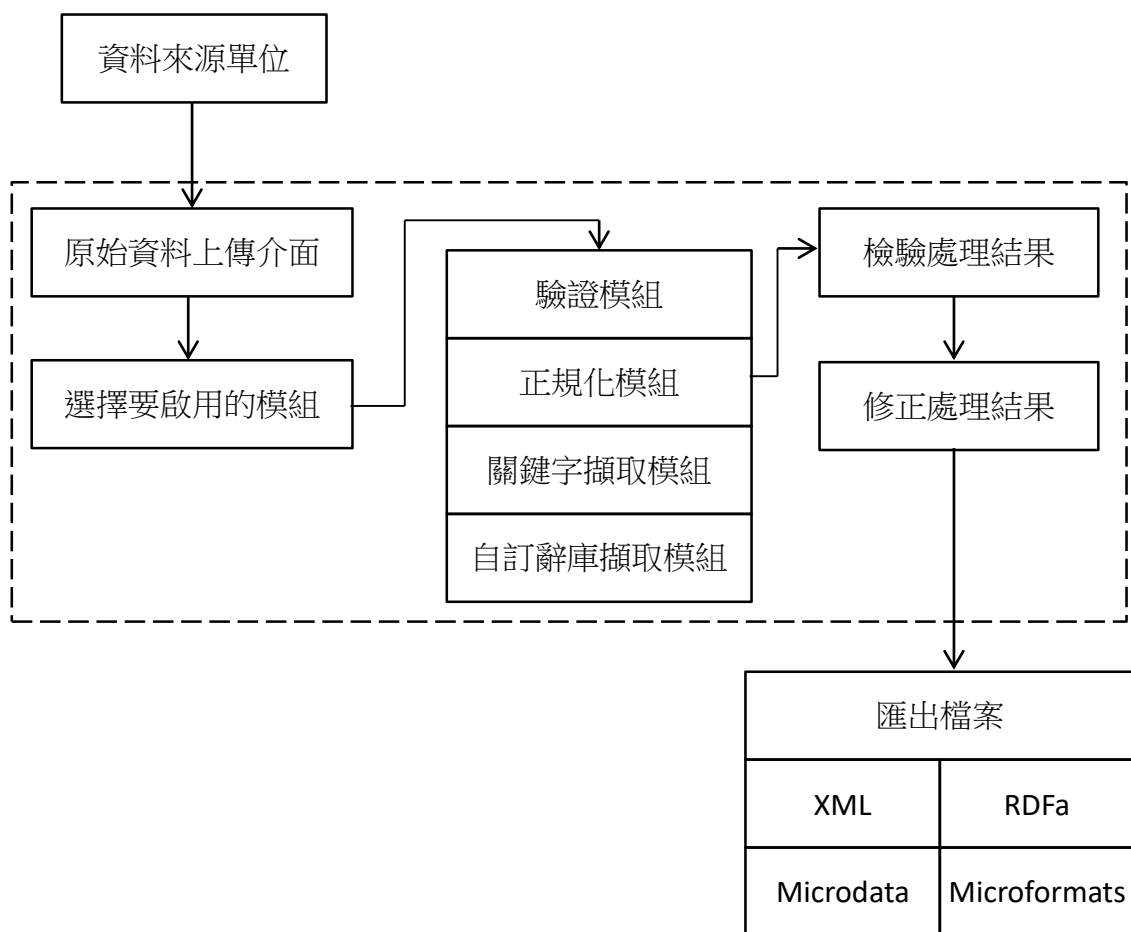 資料來源單位
原始資料上傳介面
選擇要啟用的模組
驗證模組
正規化模組
關鍵字擷取模組
自訂辭庫擷取模組
檢驗處理結果
修正處理結果
匯出檔案
XML
RDFa
Microdata
Microformats